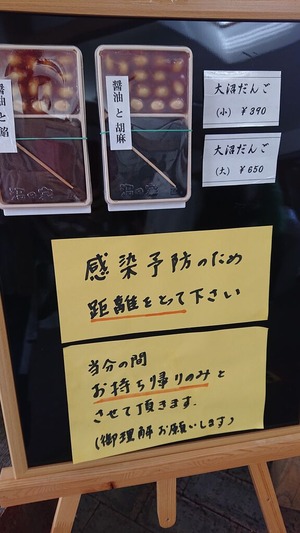 醤油と餡
醤油と胡麻
大沼だんご
(小) ¥390
大沼だんご
(大) ¥650
感染予防のため
距離をとって下さい
当分の間
お持ち帰りのみと
させて頂きます.
(御理解お願いします)